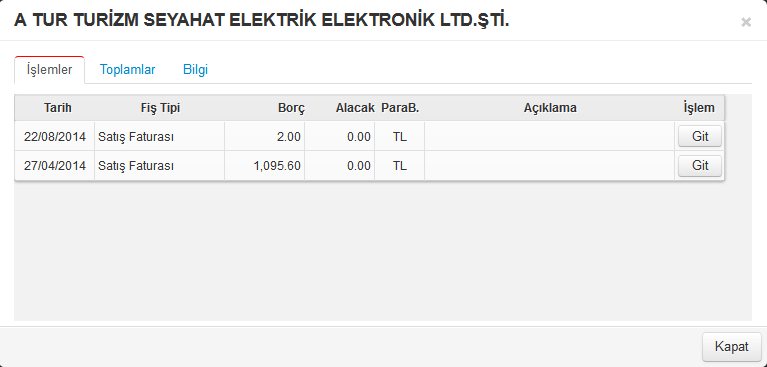 A TUR TURİZM SEYAHAT ELEKTRİK ELEKTRONİK LTD.ŞTİ. ×
İşlemler Toplamlar Bilgi
Tarih Fiş Tipi Borç Alacak ParaB. Açıklama İşlem
22/08/2014 Satış Faturası 2.00 0.00 TL Git
27/04/2014 Satış Faturası 1,095.60 0.00 TL Git
Kapat